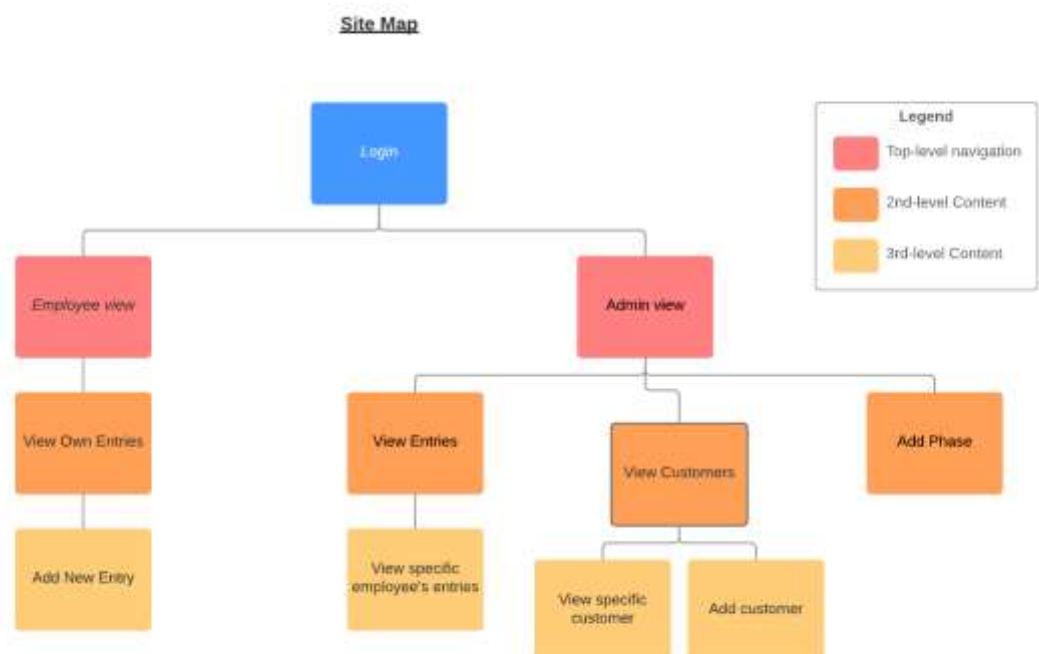 Site Map
Login
Legend
Top-level navigation
2nd-level Content
3rd-level Content
Employee view
Admin view
View Own Entries
View Entries
View Customers
Add Phase
Add New Entry
View specific
employee's entries
View specific
customer
Add customer